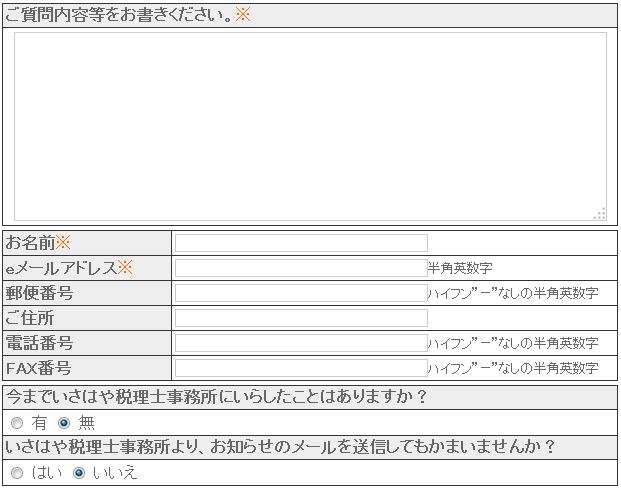 ご質問内容等をお書きください。※
お名前※
eメールアドレス※ 半角英数字
郵便番号 ハイフン”－”なしの半角英数字
ご住所
電話番号 ハイフン”－”なしの半角英数字
FAX番号 ハイフン”－”なしの半角英数字
今までいさはや税理士事務所にいらしたことはありますか？
有 無
いさはや税理士事務所より、お知らせのメールを送信してもかまいませんか？
はい いいえ